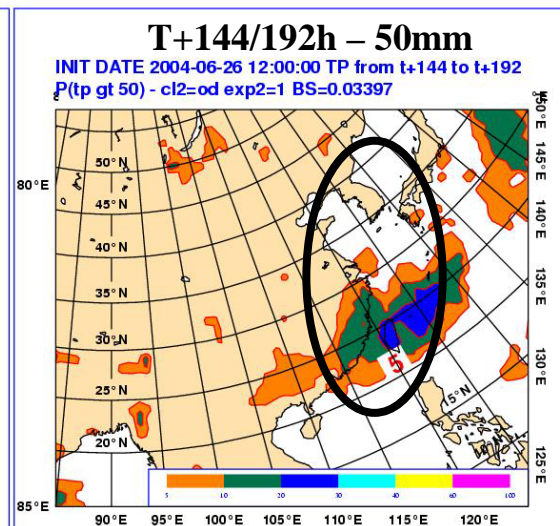 T+144/192h – 50mm
INIT DATE 2004-06-26 12:00:00 TP from t+144 to t+192
P(tp gt 50) - cl2=od exp2=1 BS=0.03397
50°N
45°N
40°N
35°N
30°N
25°N
20°N
15°N
80°E
85°E
150°E
145°E
140°E
135°E
130°E
125°E
5
5 10 20 30 40 60 100
90°E 95°E 100°E 105°E 110°E 115°E 120°E